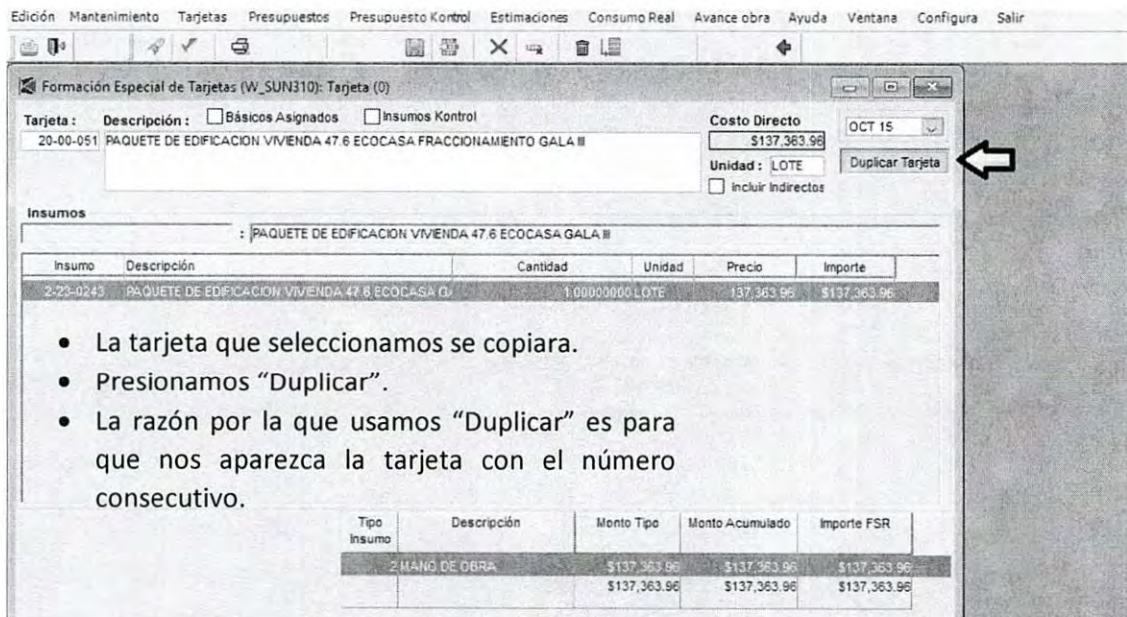 Edición Mantenimiento Tarjetas Presupuestos Presupuesto Kontrol Estimaciones Consumo Real Avance obra Ayuda Ventana Configura Salir
Formación Especial de Tarjetas (W_SUN310): Tarjeta (0)
Tarjeta : Descripción : Básicos Asignados Insumos Kontrol Costo Directo OCT 15
20-00-051 PAQUETE DE EDIFICACION VIVIENDA 47.6 ECOCASA FRACCIONAMIENTO GALA III $137,363.96
Unidad : LOTE Duplicar Tarjeta
Incluir Indirectos
Insumos
: PAQUETE DE EDIFICACION VIVIENDA 47.6 ECOCASA GALA III
Insumo Descripción Cantidad Unidad Precio Importe
2-23-0243 PAQUETE DE EDIFICACION VIVIENDA 47.6 ECOCASA GA 1.00000000 LOTE 137,363.96 $137,363.96
• La tarjeta que seleccionamos se copiara.
• Presionamos “Duplicar”.
• La razón por la que usamos “Duplicar” es para
que nos aparezca la tarjeta con el número
consecutivo.
Tipo Insumo Descripción Monto Tipo Monto Acumulado Importe FSR
2 MANO DE OBRA $137,363.96 $137,363.96 $137,363.96
$137,363.96 $137,363.96 $137,363.96